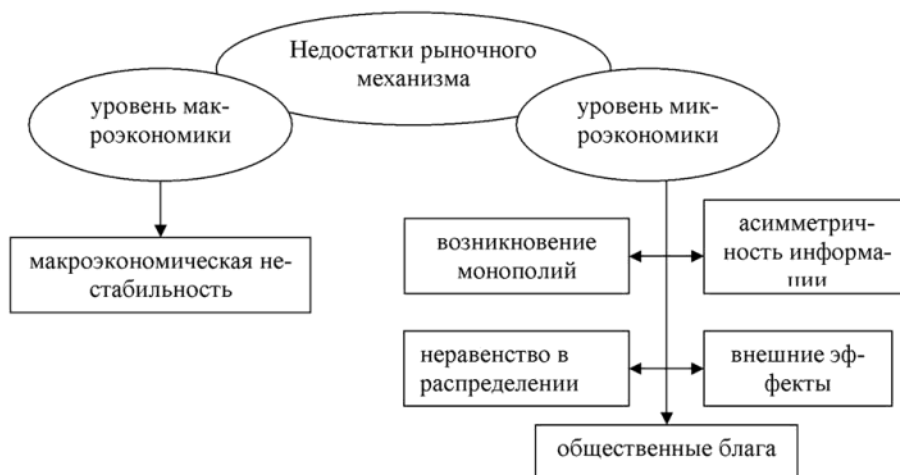 Недостатки рыночного
механизма
уровень мак-
роэкономики
уровень мик-
роэкономики
макроэкономическая не-
стабильность
возникновение
монополий
асимметрич-
ность информа-
ции
неравенство в
распределении
внешние эф-
фекты
общественные блага